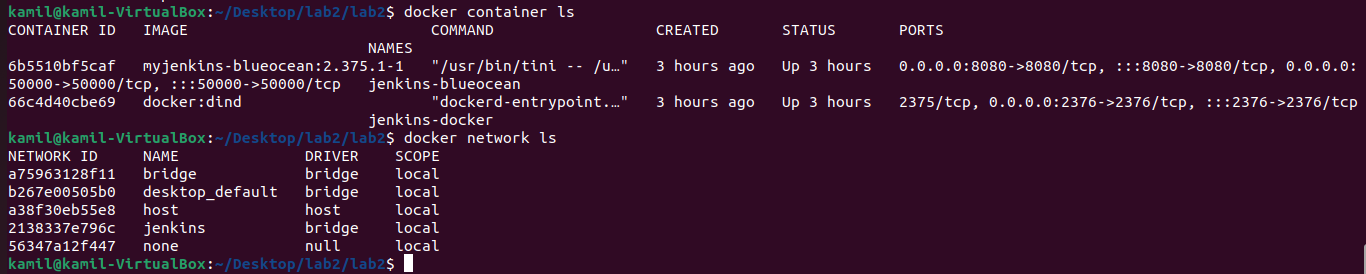 kamil@kamil-VirtualBox:~/Desktop/lab2/lab2$ docker container ls
CONTAINER ID   IMAGE                           COMMAND                  CREATED       STATUS       PORTS
                                        NAMES
6b5510bf5caf   myjenkins-blueocean:2.375.1-1   "/usr/bin/tini -- /u…"   3 hours ago   Up 3 hours   0.0.0.0:8080->8080/tcp, :::8080->8080/tcp, 0.0.0.0:
50000->50000/tcp, :::50000->50000/tcp   jenkins-blueocean
66c4d40cbe69   docker:dind                     "dockerd-entrypoint.…"   3 hours ago   Up 3 hours   2375/tcp, 0.0.0.0:2376->2376/tcp, :::2376->2376/tcp
                                        jenkins-docker
kamil@kamil-VirtualBox:~/Desktop/lab2/lab2$ docker network ls
NETWORK ID     NAME              DRIVER    SCOPE
a75963128f11   bridge            bridge    local
b267e00505b0   desktop_default   bridge    local
a38f30eb55e8   host              host      local
2138337e796c   jenkins           bridge    local
56347a12f447   none              null      local
kamil@kamil-VirtualBox:~/Desktop/lab2/lab2$